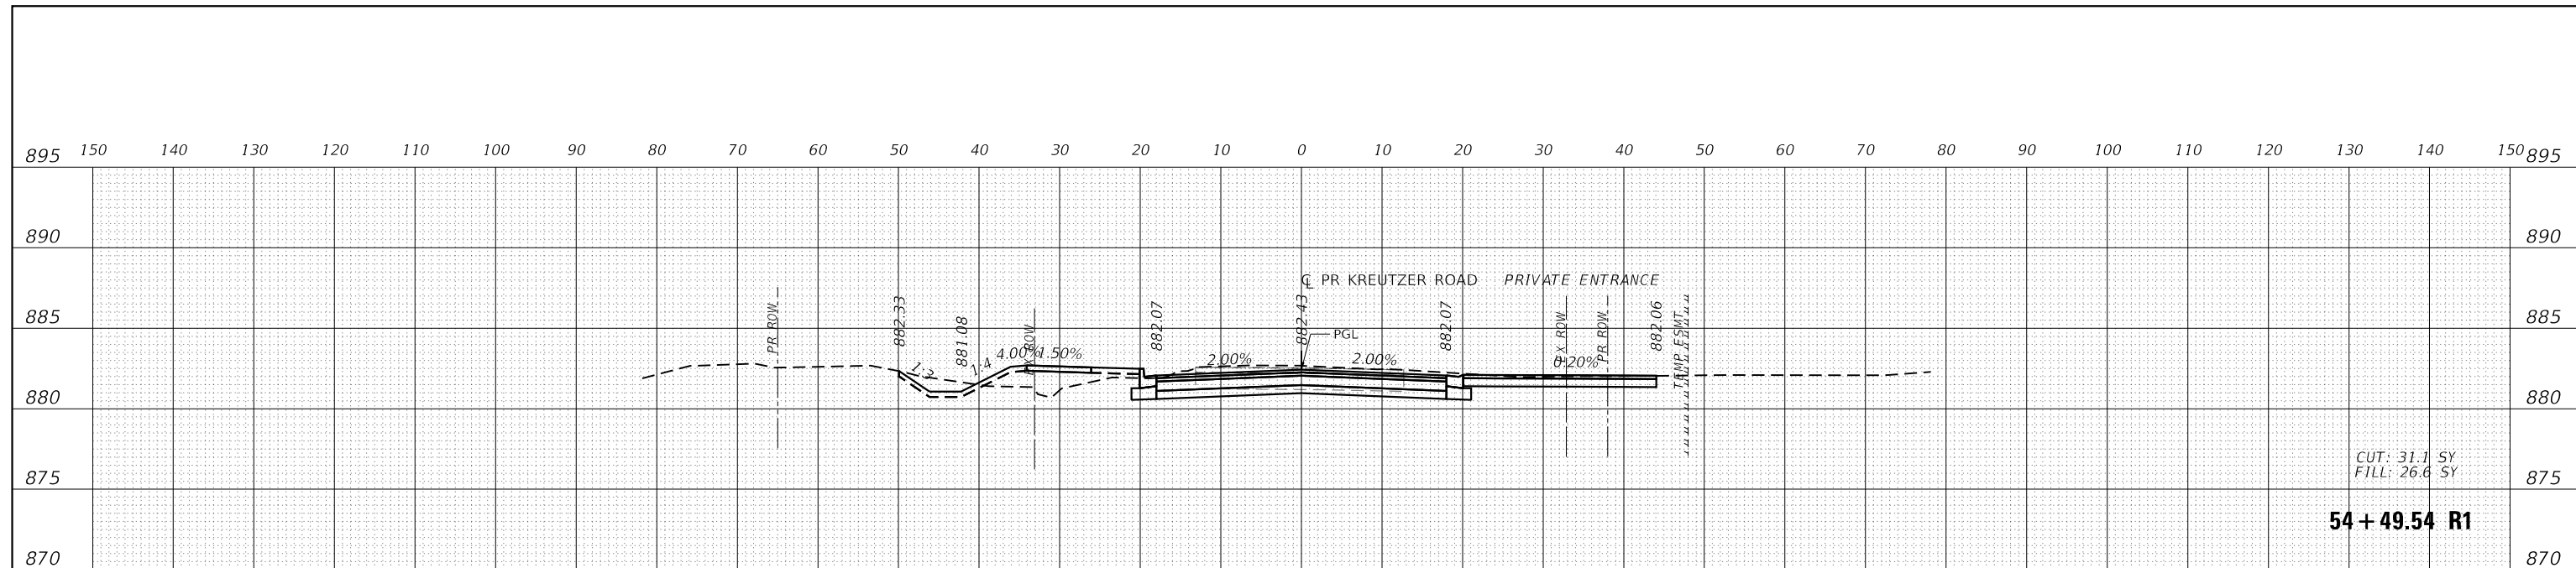 150 140 130 120 110 100 90 80 70 60 50 40 30 20 10 0 10 20 30 40 50 60 70 80 90 100 110 120 130 140 150
895 895
890 890
℄ PR KREUTZER ROAD PRIVATE ENTRANCE
885 885
PR ROW
882.33
881.08
EX ROW
882.07
882.43
882.07
EX ROW
PR ROW
882.06
TEMP ESMT
PGL
1:3
1:4
4.00%
1.50%
2.00%
2.00%
0.20%
880 880
CUT: 31.1 SY
FILL: 26.6 SY
875 875
54+49.54 R1
870 870